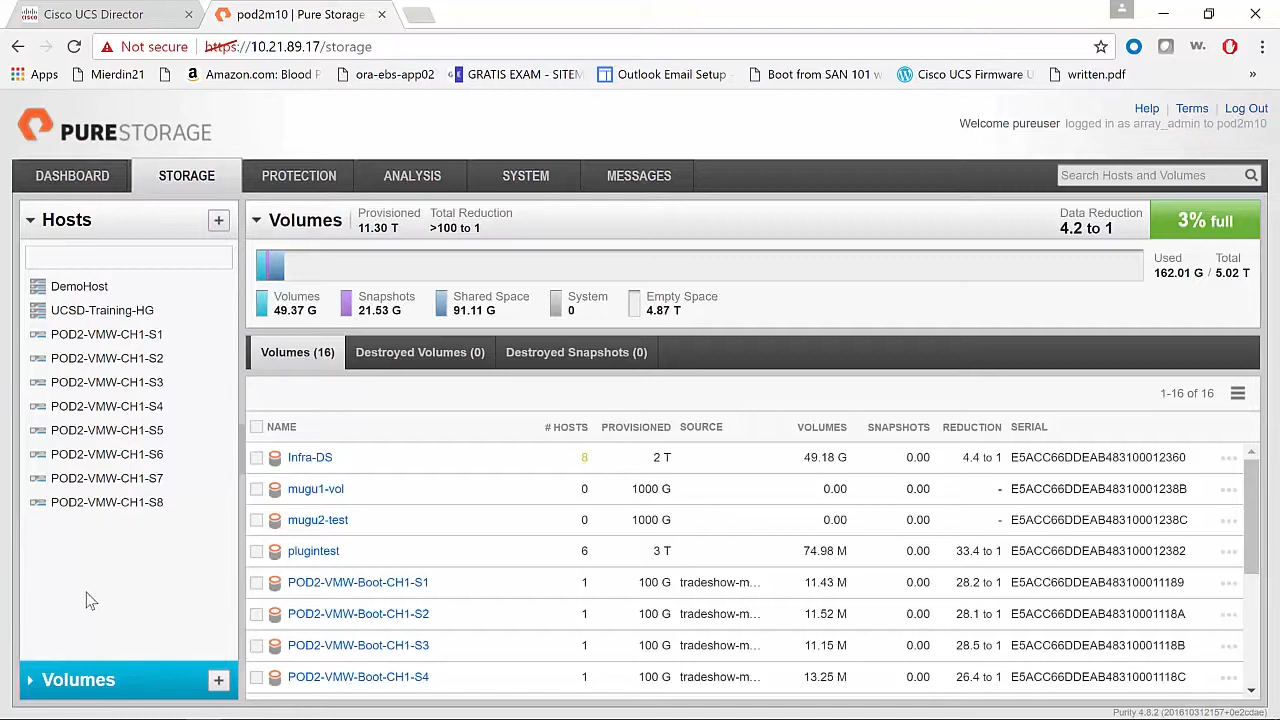 Cisco UCS Director
pod2m10 | Pure Storage
Not secure https://10.21.89.17/storage
Apps Mierdin21 Amazon.com: Blood P ora-ebs-app02 GRATIS EXAM - SITEM Outlook Email Setup - Boot from SAN 101 w Cisco UCS Firmware U written.pdf »
Help | Terms | Log Out
PURESTORAGE
Welcome pureuser logged in as array_admin to pod2m10
DASHBOARD STORAGE PROTECTION ANALYSIS SYSTEM MESSAGES Search Hosts and Volumes
Hosts +
DemoHost
UCSD-Training-HG
POD2-VMW-CH1-S1
POD2-VMW-CH1-S2
POD2-VMW-CH1-S3
POD2-VMW-CH1-S4
POD2-VMW-CH1-S5
POD2-VMW-CH1-S6
POD2-VMW-CH1-S7
POD2-VMW-CH1-S8
Volumes +
Volumes
Provisioned Total Reduction
11.30 T >100 to 1
Data Reduction
4.2 to 1
3% full
Used Total
162.01 G / 5.02 T
Volumes Snapshots Shared Space System Empty Space
49.37 G 21.53 G 91.11 G 0 4.87 T
Volumes (16) Destroyed Volumes (0) Destroyed Snapshots (0)
1-16 of 16
NAME # HOSTS PROVISIONED SOURCE VOLUMES SNAPSHOTS REDUCTION SERIAL
Infra-DS 8 2 T 49.18 G 0.00 4.4 to 1 E5ACC66DDEAB483100012360
mugu1-vol 0 1000 G 0.00 0.00 - E5ACC66DDEAB48310001238B
mugu2-test 0 1000 G 0.00 0.00 - E5ACC66DDEAB48310001238C
plugintest 6 3 T 74.98 M 0.00 33.4 to 1 E5ACC66DDEAB483100012382
POD2-VMW-Boot-CH1-S1 1 100 G tradeshow-m... 11.43 M 0.00 28.2 to 1 E5ACC66DDEAB483100011189
POD2-VMW-Boot-CH1-S2 1 100 G tradeshow-m... 11.52 M 0.00 28.1 to 1 E5ACC66DDEAB48310001118A
POD2-VMW-Boot-CH1-S3 1 100 G tradeshow-m... 11.15 M 0.00 28.5 to 1 E5ACC66DDEAB48310001118B
POD2-VMW-Boot-CH1-S4 1 100 G tradeshow-m... 13.25 M 0.00 26.4 to 1 E5ACC66DDEAB48310001118C
Purity 4.8.2 (201610312157+0e2cdae)